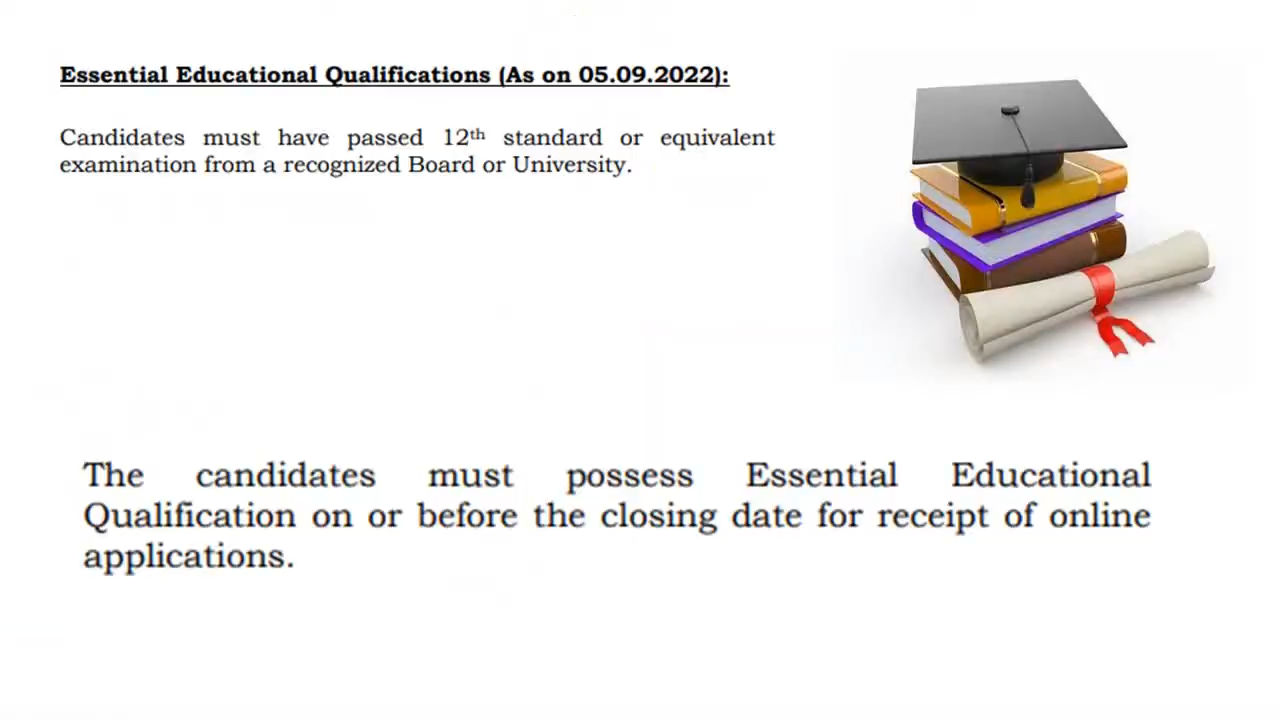 Essential Educational Qualifications (As on 05.09.2022):
Candidates must have passed 12th standard or equivalent
examination from a recognized Board or University.
The candidates must possess Essential Educational
Qualification on or before the closing date for receipt of online
applications.